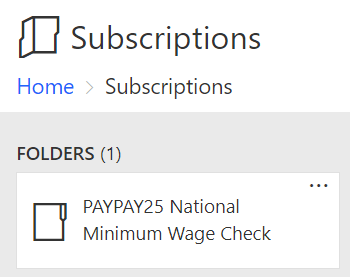 Subscriptions
Home > Subscriptions
FOLDERS (1)
...
PAYPAY25 National
Minimum Wage Check